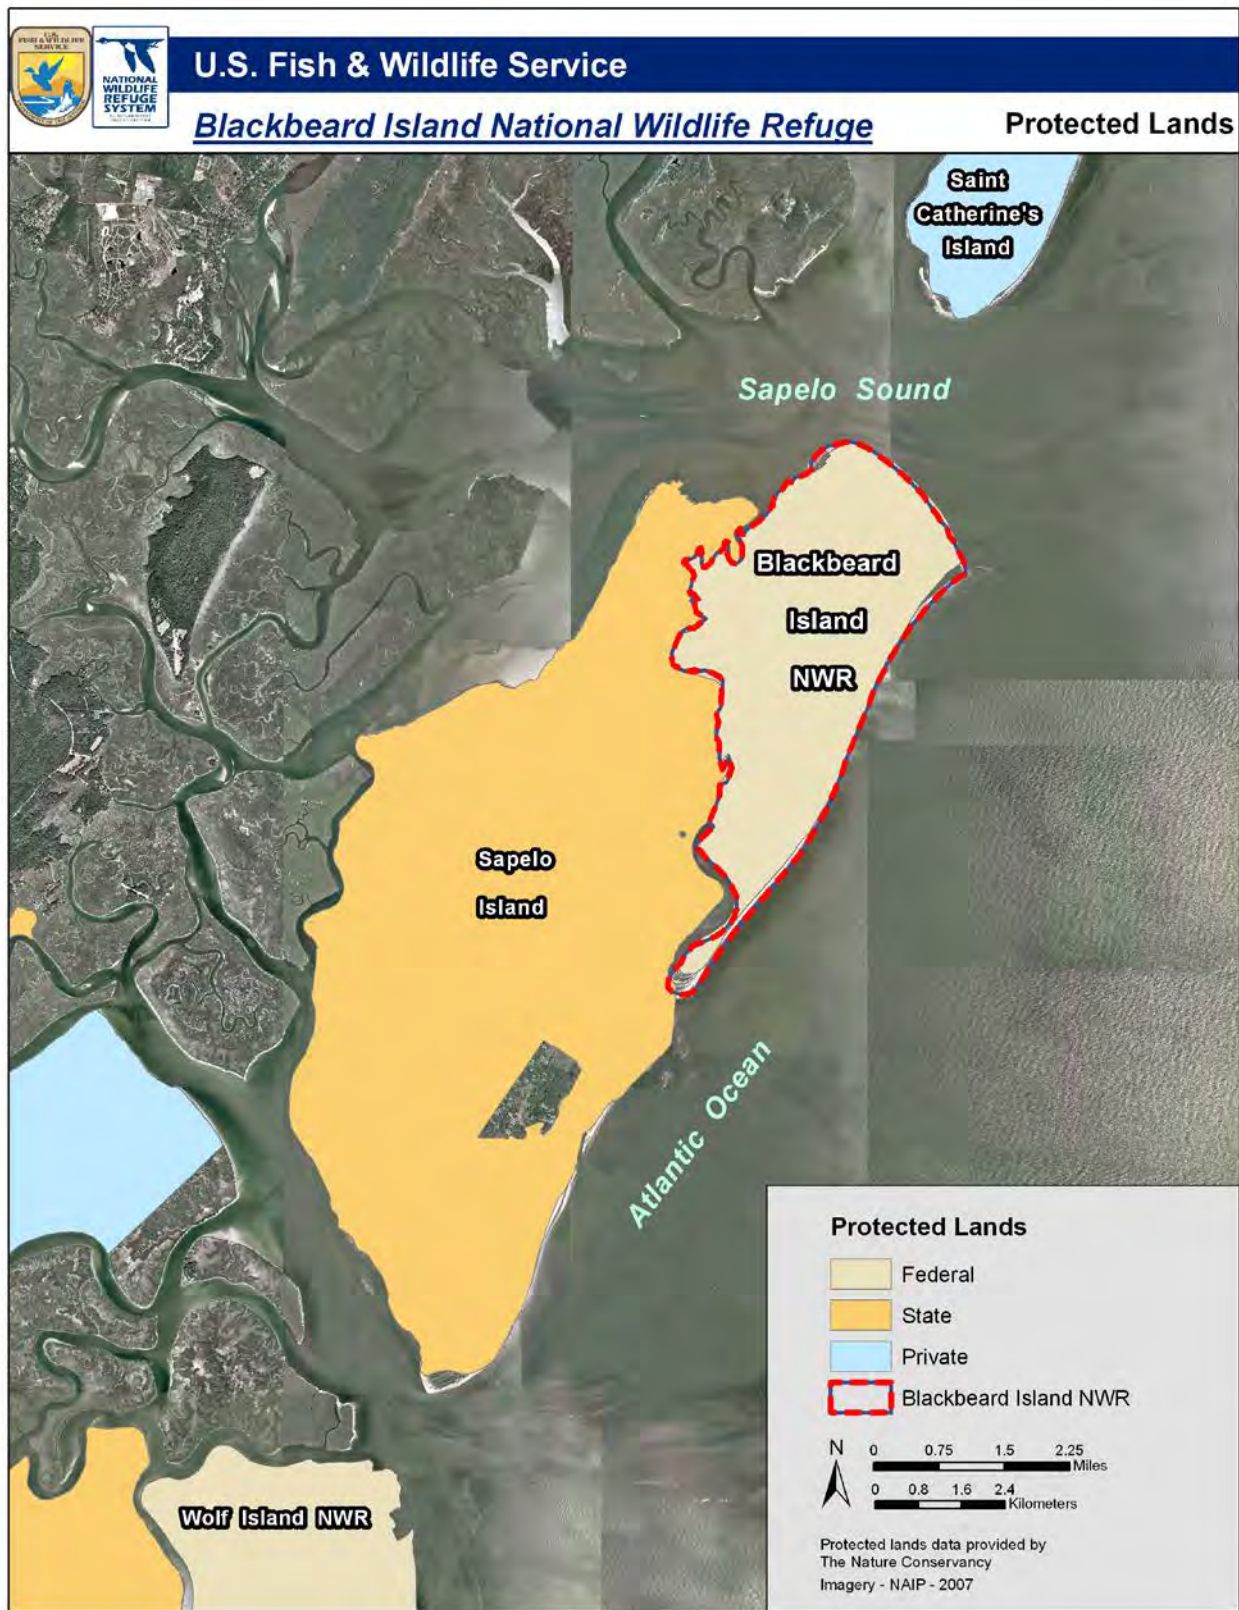 U.S.
FISH & WILDLIFE
SERVICE
NATIONAL
WILDLIFE
REFUGE
SYSTEM
U.S. Fish & Wildlife Service
Blackbeard Island National Wildlife Refuge
Protected Lands
Saint
Catherine's
Island
Sapelo Sound
Blackbeard
Island
NWR
Sapelo
Island
Atlantic Ocean
Wolf Island NWR
Protected Lands
Federal
State
Private
Blackbeard Island NWR
N
0 0.75 1.5 2.25
Miles
0 0.8 1.6 2.4
Kilometers
Protected lands data provided by
The Nature Conservancy
Imagery - NAIP - 2007